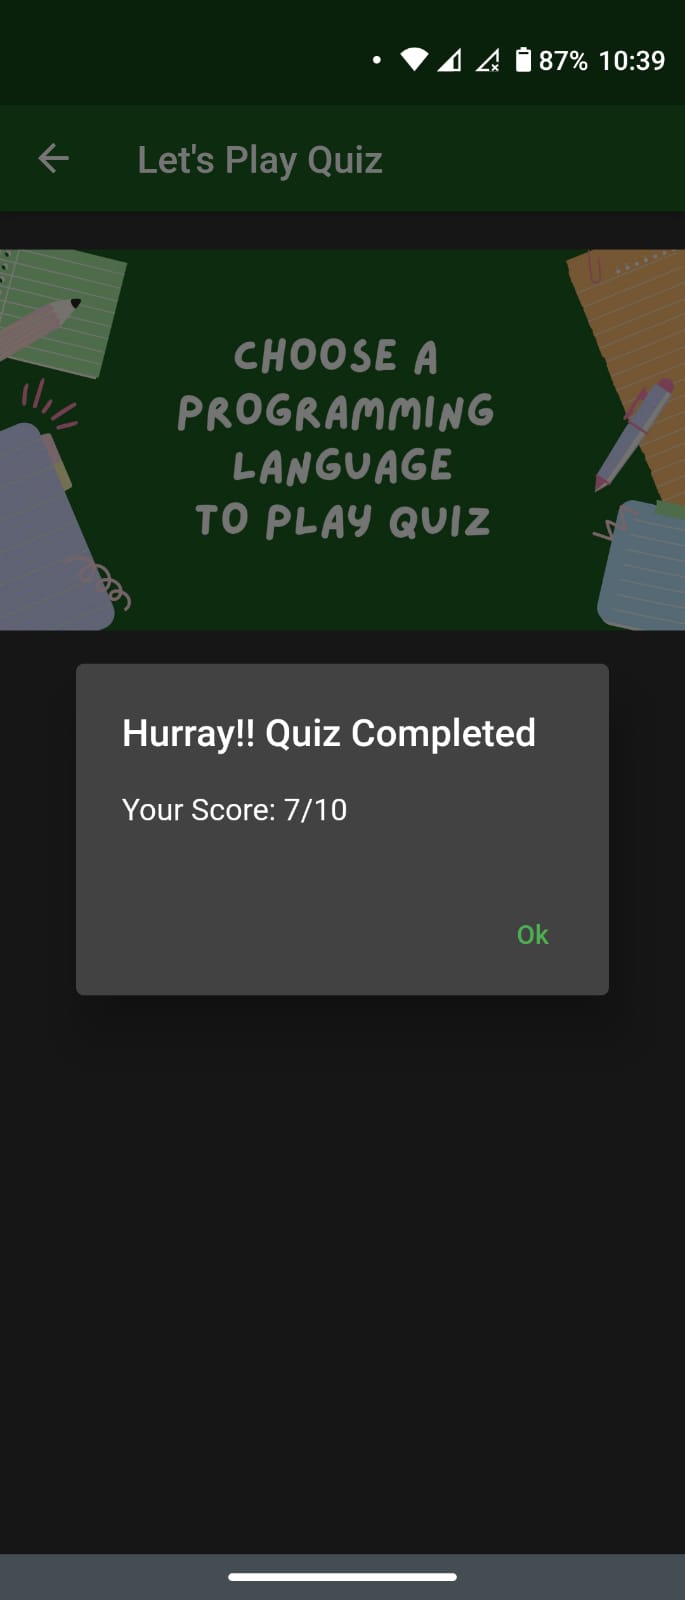 87% 10:39
Let's Play Quiz
CHOOSE A
PROGRAMMING
LANGUAGE
TO PLAY QUIZ
Hurray!! Quiz Completed
Your Score: 7/10
Ok